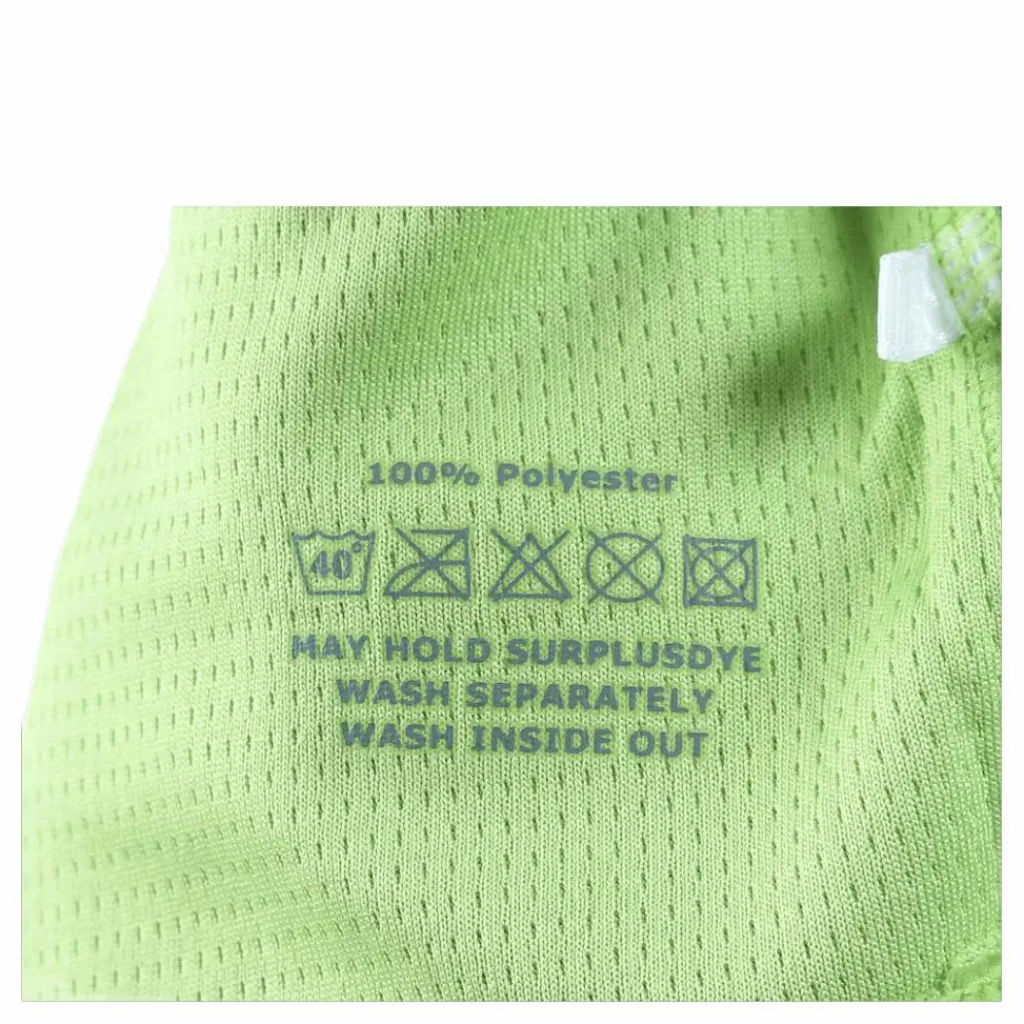 100% Polyester
40°
MAY HOLD SURPLUSDYE
WASH SEPARATELY
WASH INSIDE OUT